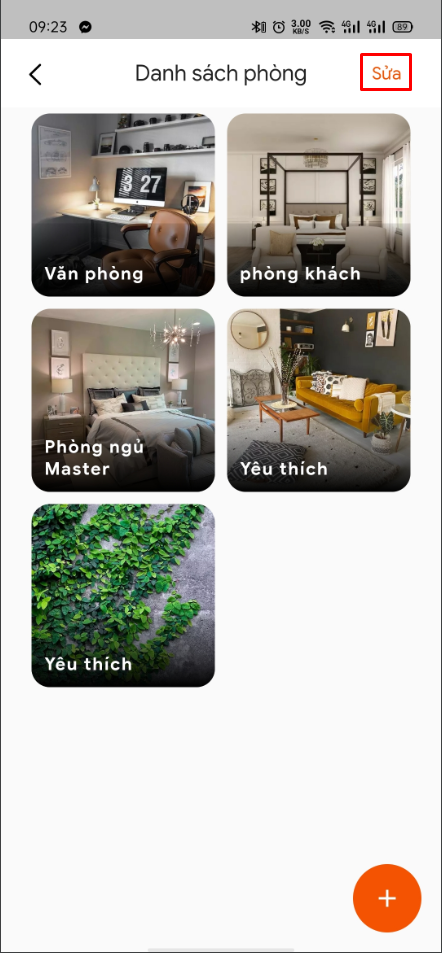 09:23 3.00 KB/S 4G 4G 89
Danh sách phòng Sửa
8 27
Văn phòng phòng khách
Phòng ngủ
Master
Yêu thích
Yêu thích